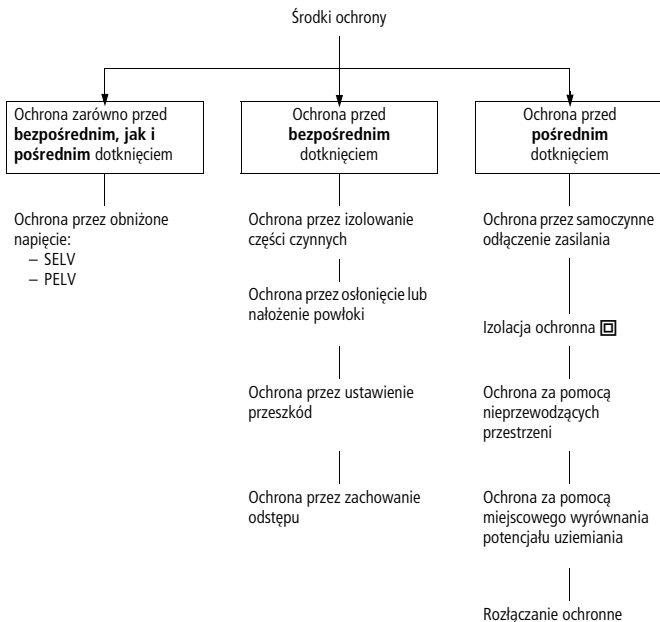 Środki ochrony
Ochrona zarówno przed
bezpośrednim, jak i
pośrednim dotknięciem
Ochrona przez obniżone
napięcie:
– SELV
– PELV
Ochrona przed
bezpośrednim
dotknięciem
Ochrona przez izolowanie
części czynnych
Ochrona przez osłonięcie lub
nałożenie powłoki
Ochrona przez ustawienie
przeszkód
Ochrona przez zachowanie
odstępu
Ochrona przed
pośrednim
dotknięciem
Ochrona przez samoczynne
odłączenie zasilania
Izolacja ochronna
Ochrona za pomocą
nieprzewodzących
przestrzeni
Ochrona za pomocą
miejscowego wyrównania
potencjału uziemiania
Rozłączanie ochronne